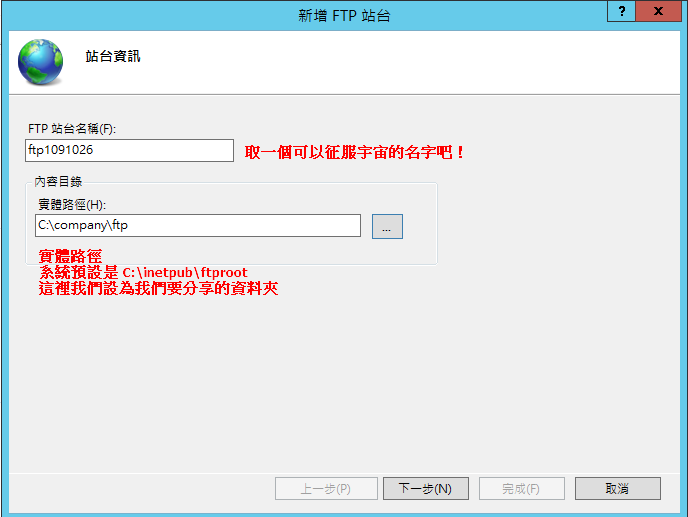 新增 FTP 站台
?
x
站台資訊
FTP 站台名稱(F):
ftp1091026
取一個可以征服宇宙的名字吧！
內容目錄
實體路徑(H):
C:\company\ftp
...
實體路徑
系統預設是 C:\inetpub\ftproot
這裡我們設為我們要分享的資料夾
上一步(P)
下一步(N)
完成(F)
取消